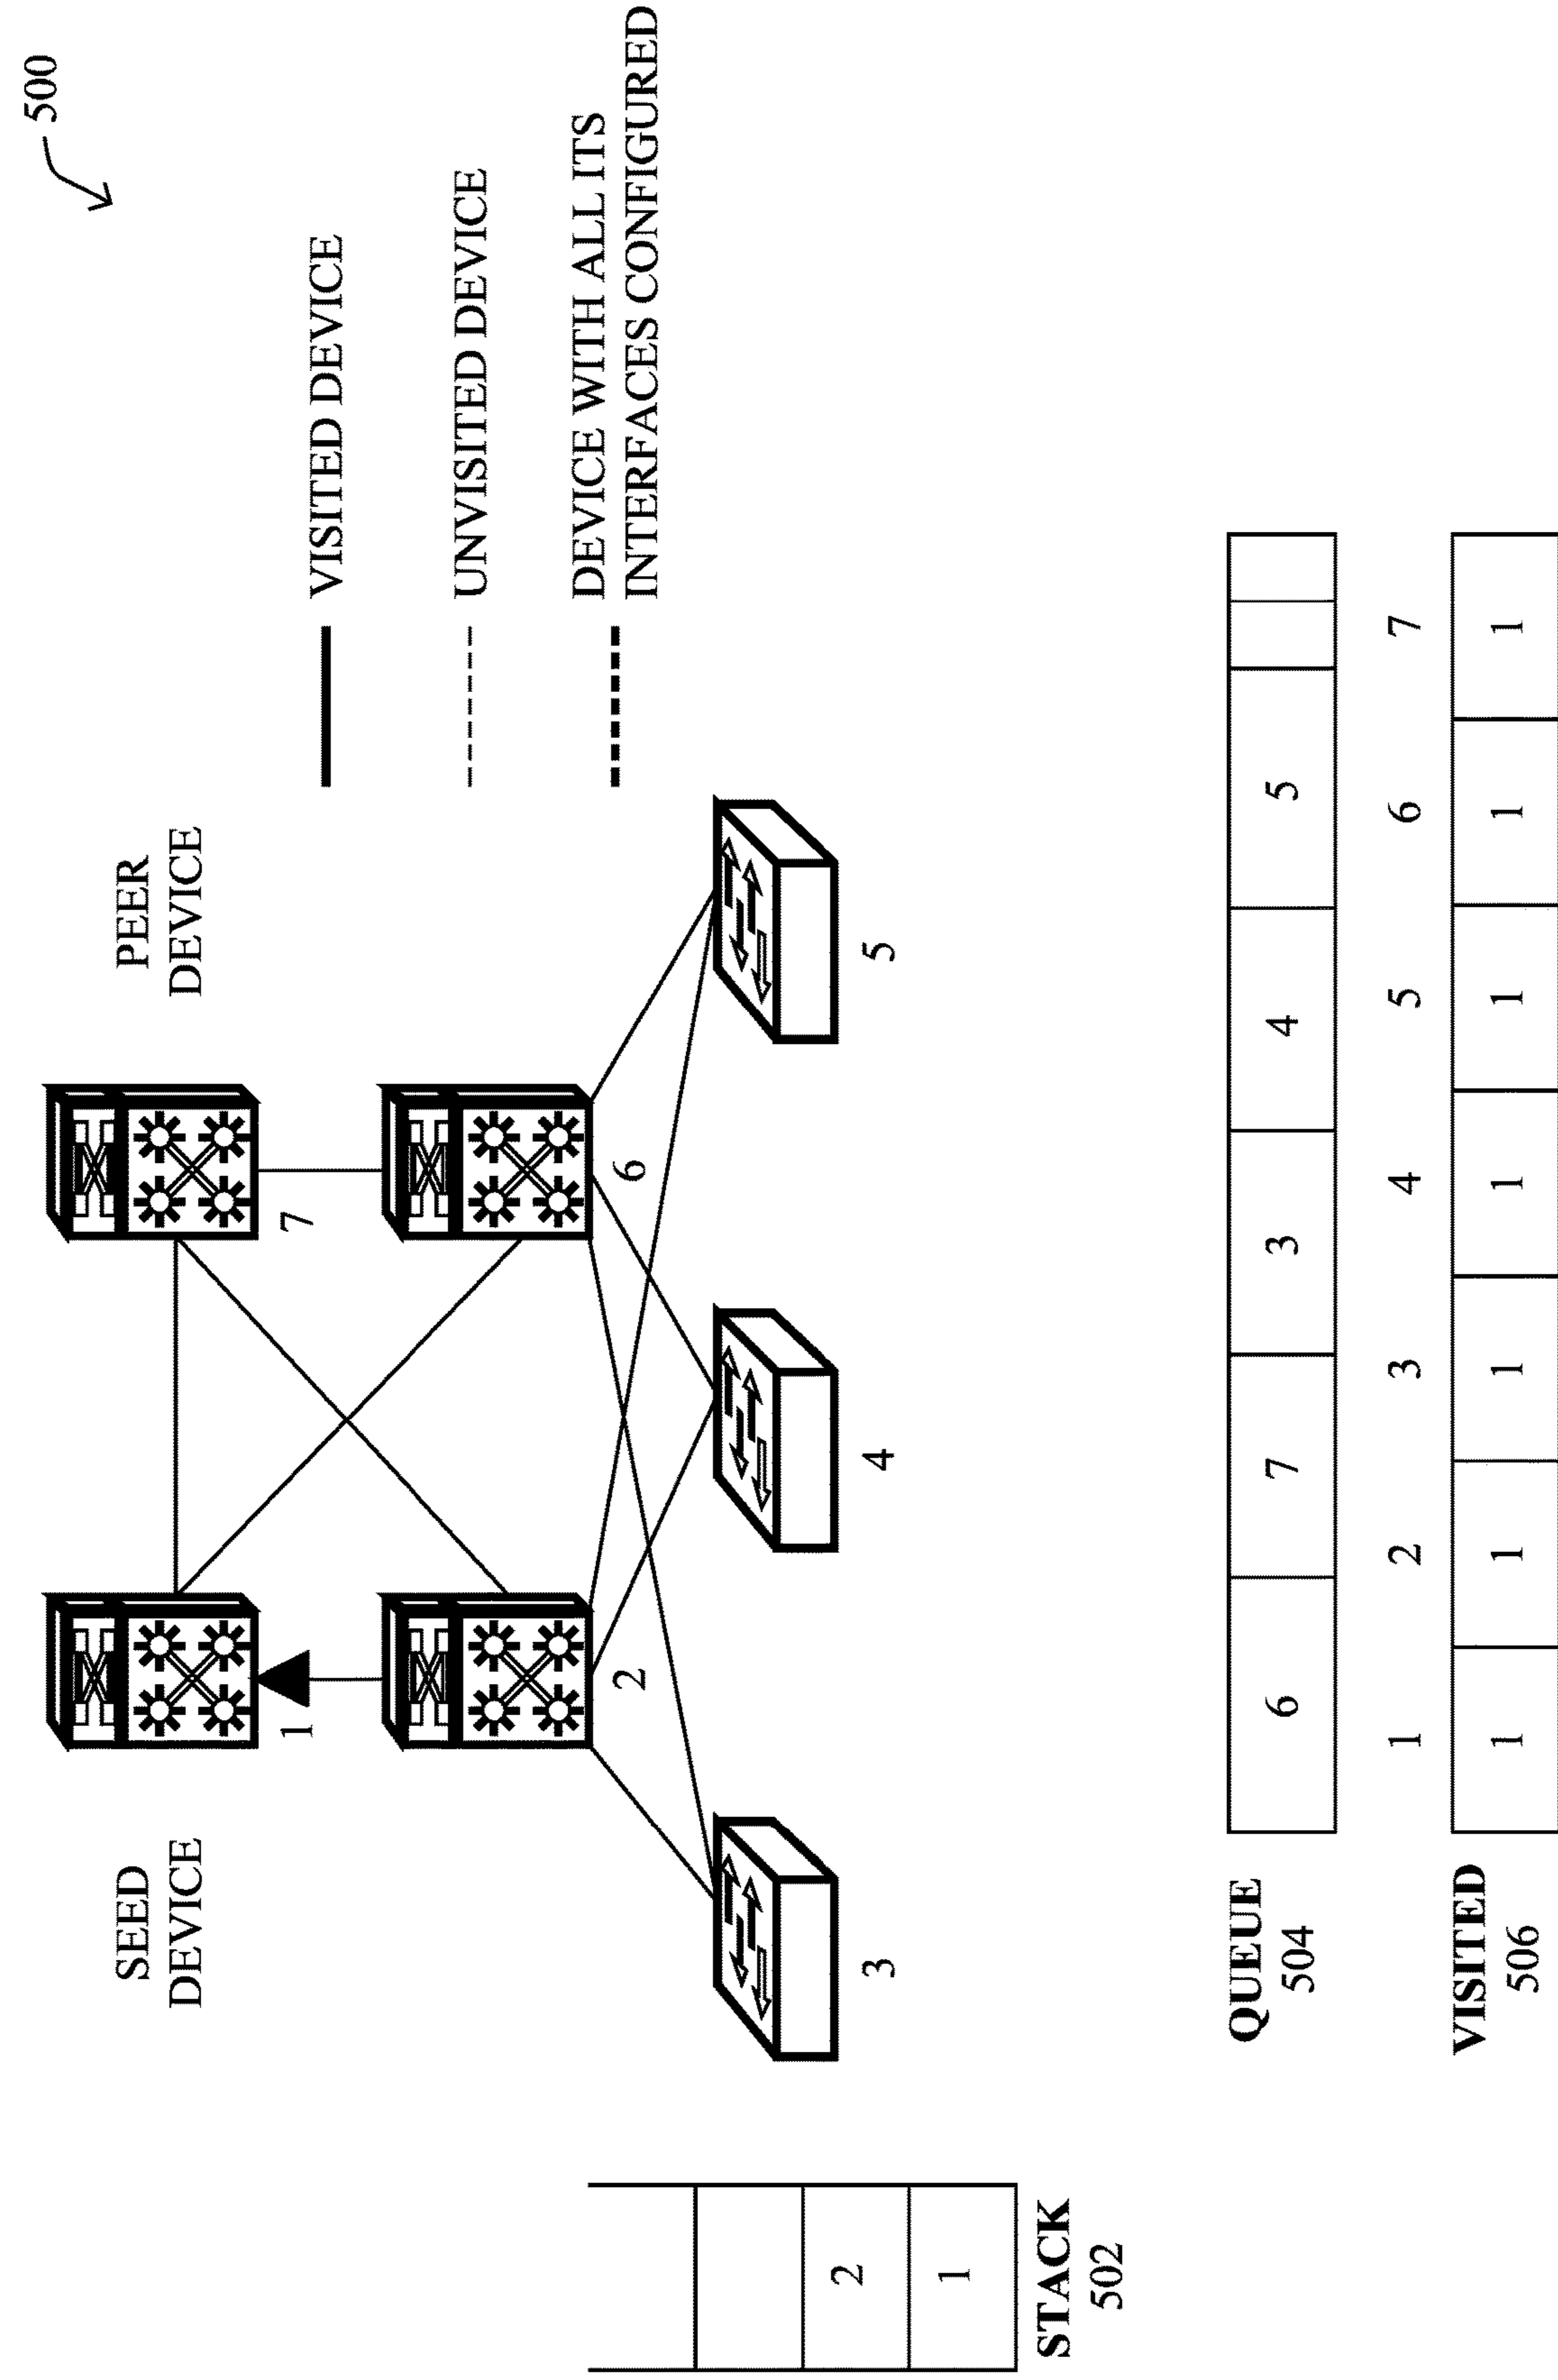 500
SEED
DEVICE
PEER
DEVICE
1
7
2
6
3
4
5
VISITED DEVICE
UNVISITED DEVICE
DEVICE WITH ALL ITS
INTERFACES CONFIGURED
2
1
STACK
502
QUEUE
504
6 7 3 4 5
1 2 3 4 5 6 7
VISITED
506
1 1 1 1 1 1 1